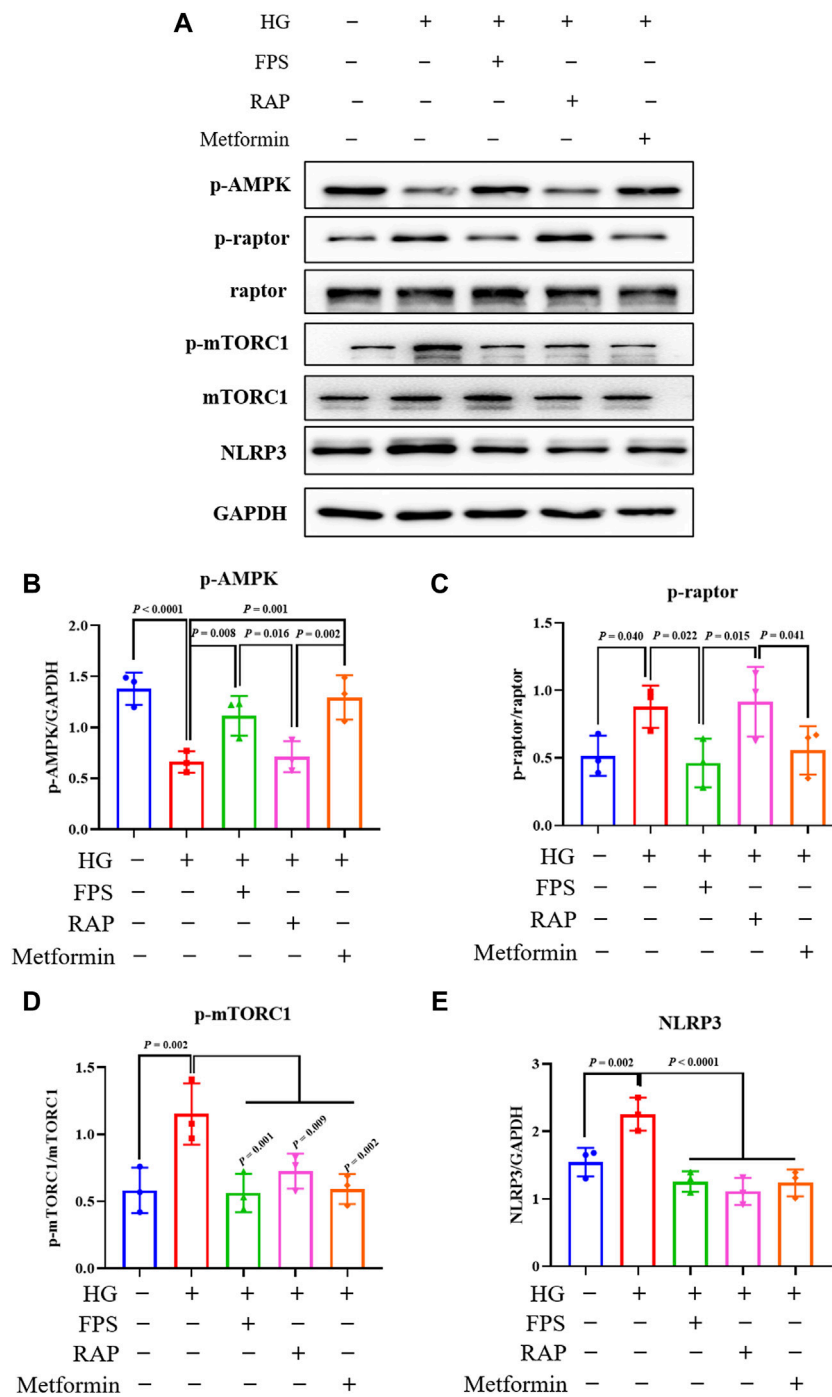 A
HG – + + + +
FPS – – + – –
RAP – – – + –
Metformin – – – – +
p-AMPK
p-raptor
raptor
p-mTORC1
mTORC1
NLRP3
GAPDH
B
p-AMPK
P < 0.0001
P = 0.001
P = 0.008
P = 0.016
P = 0.002
p-AMPK/GAPDH
2.0
1.5
1.0
0.5
0.0
HG – + + + +
FPS – – + – –
RAP – – – + –
Metformin – – – – +
C
p-raptor
P = 0.040
P = 0.022
P = 0.015
P = 0.041
p-raptor/raptor
1.5
1.0
0.5
0.0
HG – + + + +
FPS – – + – –
RAP – – – + –
Metformin – – – – +
D
p-mTORC1
P = 0.002
P = 0.001
P = 0.009
P = 0.002
p-mTORC1/mTORC1
1.5
1.0
0.5
0.0
HG – + + + +
FPS – – + – –
RAP – – – + –
Metformin – – – – +
E
NLRP3
P = 0.002
P < 0.0001
NLRP3/GAPDH
3
2
1
0
HG – + + + +
FPS – – + – –
RAP – – – + –
Metformin – – – – +